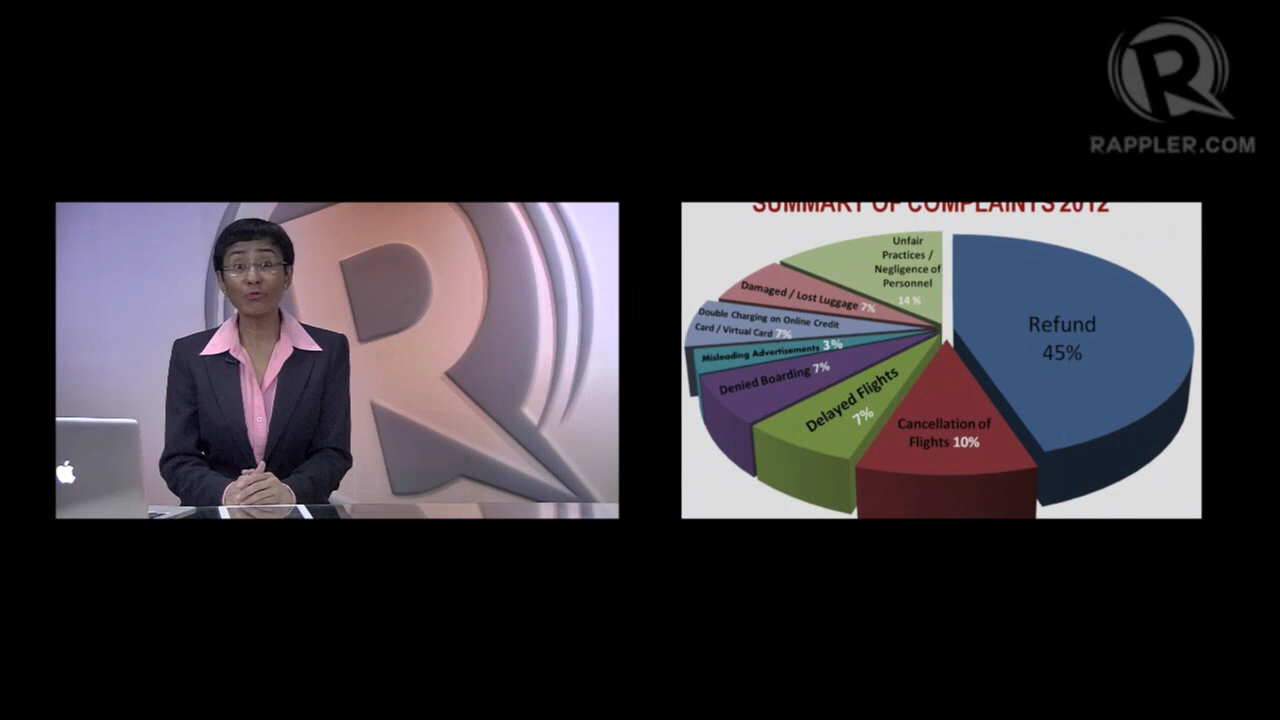 RAPPLER.COM
SUMMARY OF COMPLAINTS 2012
Unfair
Practices /
Negligence of
Personnel
14 %
Damaged / Lost Luggage 7%
Double Charging on Online Credit
Card / Virtual Card 7%
Misleading Advertisements 3%
Denied Boarding 7%
Delayed Flights
7%
Cancellation of
Flights 10%
Refund
45%